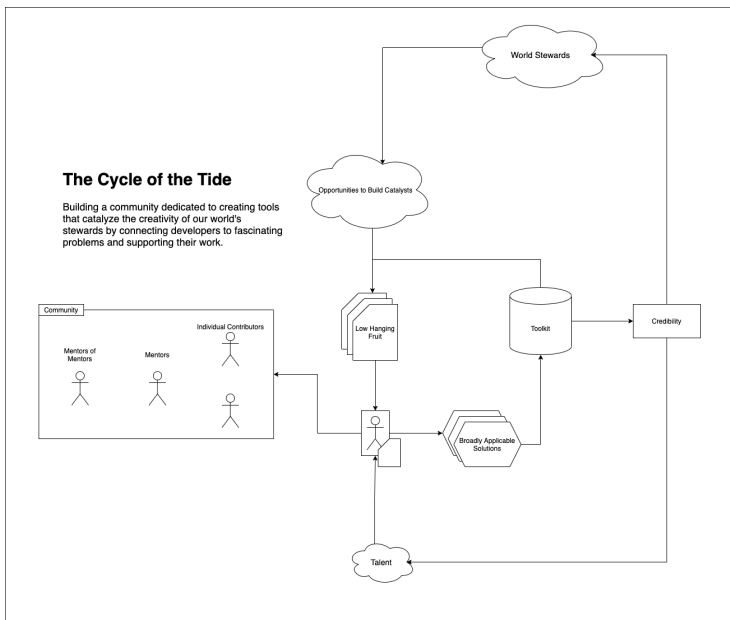 World Stewards
The Cycle of the Tide
Opportunities to Build Catalysts
Building a community dedicated to creating tools
that catalyze the creativity of our world's
stewards by connecting developers to fascinating
problems and supporting their work.
Community
Individual Contributors
Mentors of
Mentors
Mentors
Low Hanging
Fruit
Toolkit
Credibility
Broadly Applicable
Solutions
Talent